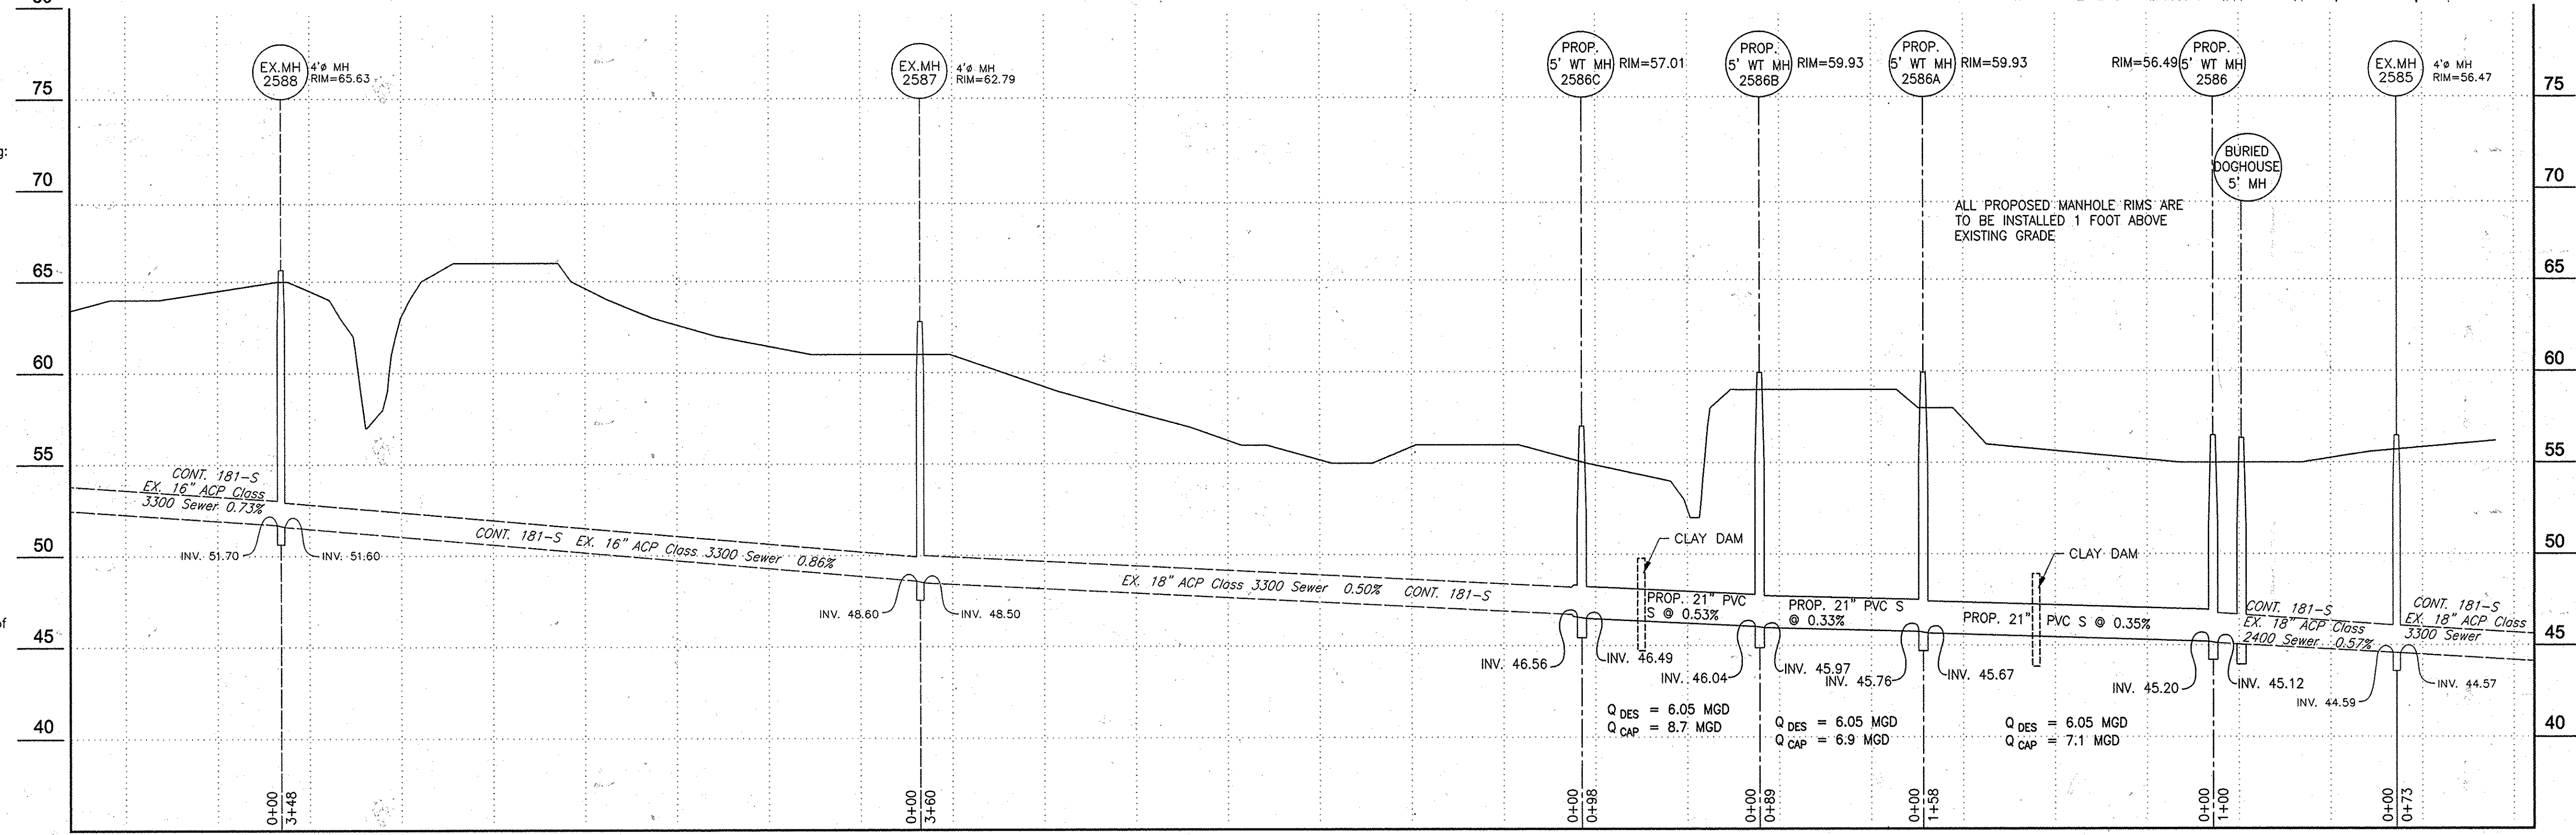 EX.MH
2588
4'ø MH
RIM=65.63
EX.MH
2587
4'ø MH
RIM=62.79
PROP.
5' WT MH
2586C
RIM=57.01
PROP.
5' WT MH
2586B
RIM=59.93
PROP.
5' WT MH
2586A
RIM=59.93
RIM=56.49
PROP.
5' WT MH
2586
EX.MH
2585
4'ø MH
RIM=56.47
BURIED
DOGHOUSE
5' MH
75
70
65
60
55
50
45
40
75
70
65
60
55
50
45
40
g:
of
ALL PROPOSED MANHOLE RIMS ARE
TO BE INSTALLED 1 FOOT ABOVE
EXISTING GRADE
CONT. 181-S
EX. 16" ACP Class
3300 Sewer 0.73%
INV. 51.70
INV. 51.60
CONT. 181-S EX. 16" ACP Class 3300 Sewer 0.86%
INV. 48.60
INV. 48.50
EX. 18" ACP Class 3300 Sewer 0.50% CONT. 181-S
INV. 46.56
INV. 46.49
CLAY DAM
PROP. 21" PVC
S @ 0.53%
INV. 46.04
INV. 45.97
PROP. 21" PVC S
@ 0.33%
INV. 45.76
INV. 45.67
CLAY DAM
PROP. 21" PVC S @ 0.35%
INV. 45.20
INV. 45.12
CONT. 181-S
EX. 18" ACP Class
2400 Sewer 0.57%
INV. 44.59
INV. 44.57
CONT. 181-S
EX. 18" ACP Class
3300 Sewer
Q DES = 6.05 MGD
Q CAP = 8.7 MGD
Q DES = 6.05 MGD
Q CAP = 6.9 MGD
Q DES = 6.05 MGD
Q CAP = 7.1 MGD
0+00
3+48
0+00
3+60
0+00
0+98
0+00
0+89
0+00
1+58
0+00
1+00
0+00
0+73